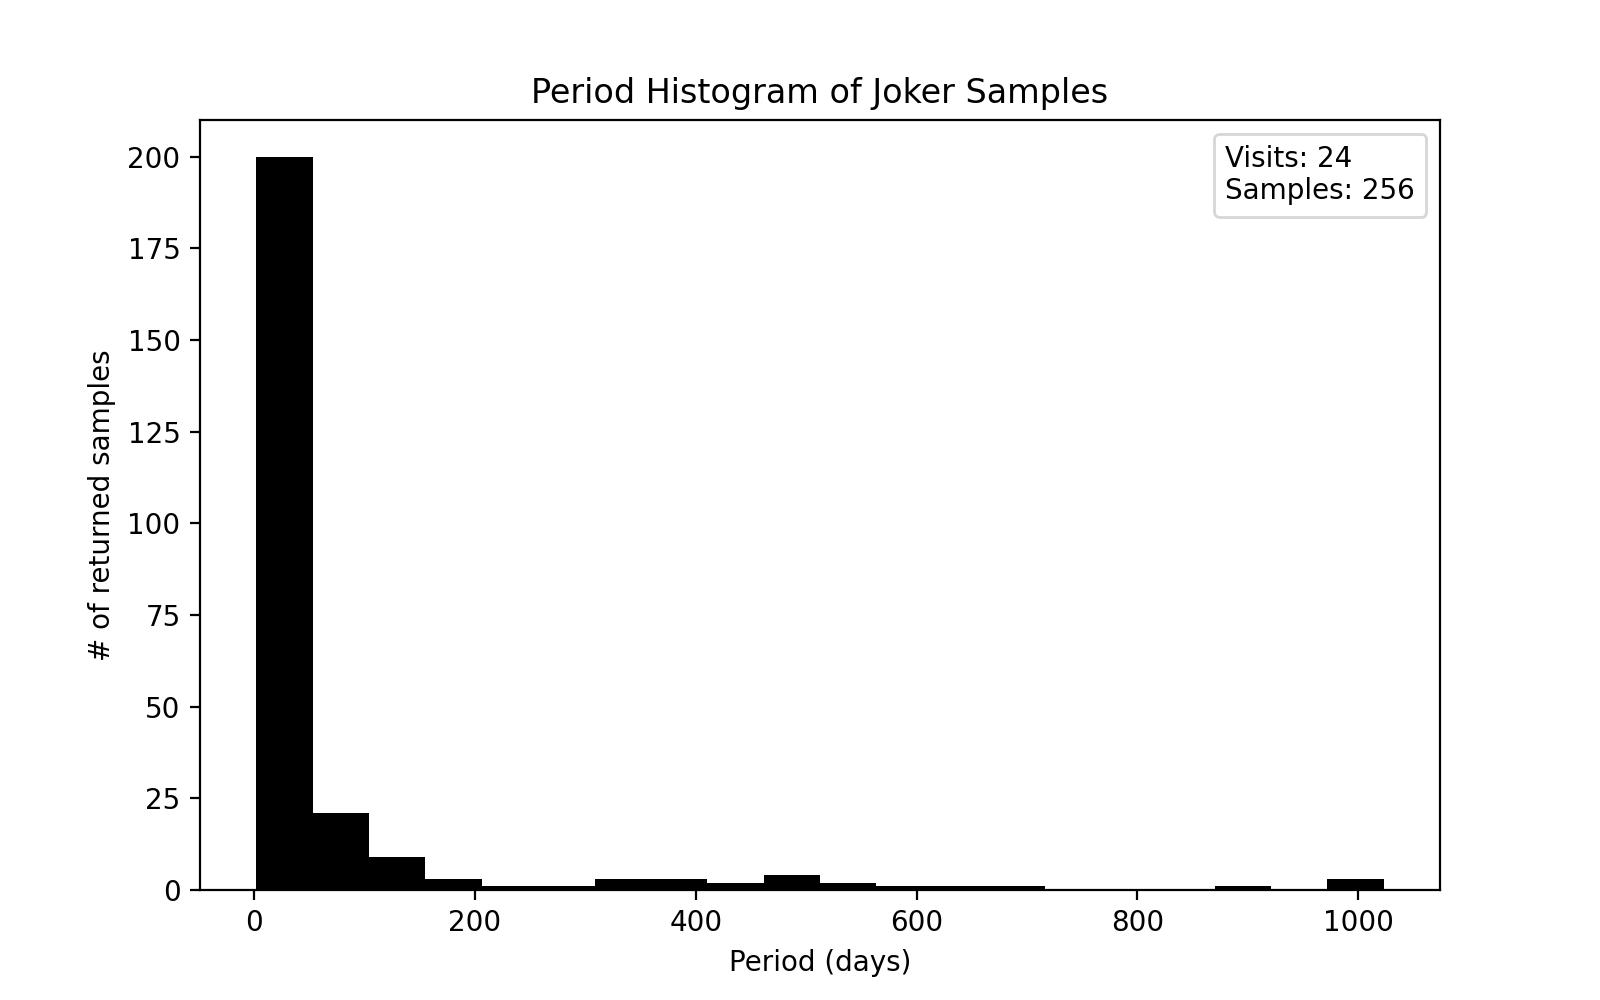 Period Histogram of Joker Samples
Visits: 24
Samples: 256
# of returned samples
200
175
150
125
100
75
50
25
0
0 200 400 600 800 1000
Period (days)